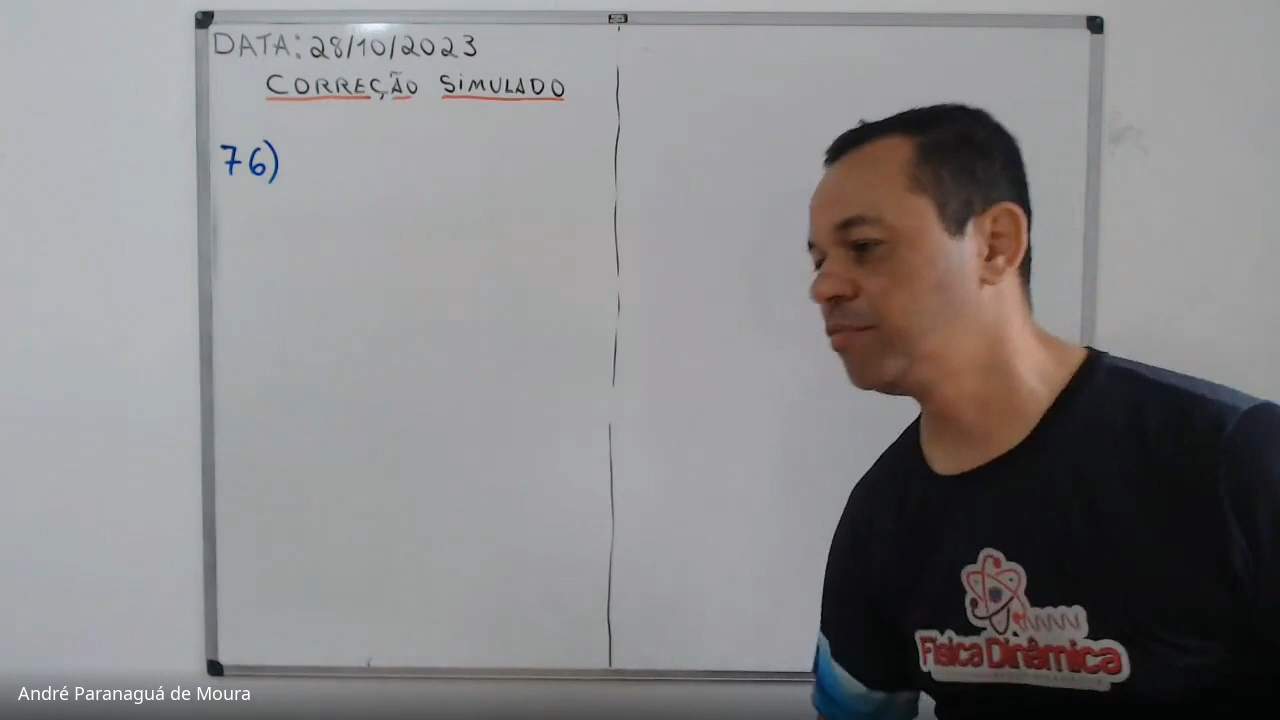 DATA: 28/10/2023
CORREÇÃO SIMULADO
76)
Física Dinâmica
André Paranaguá de Moura